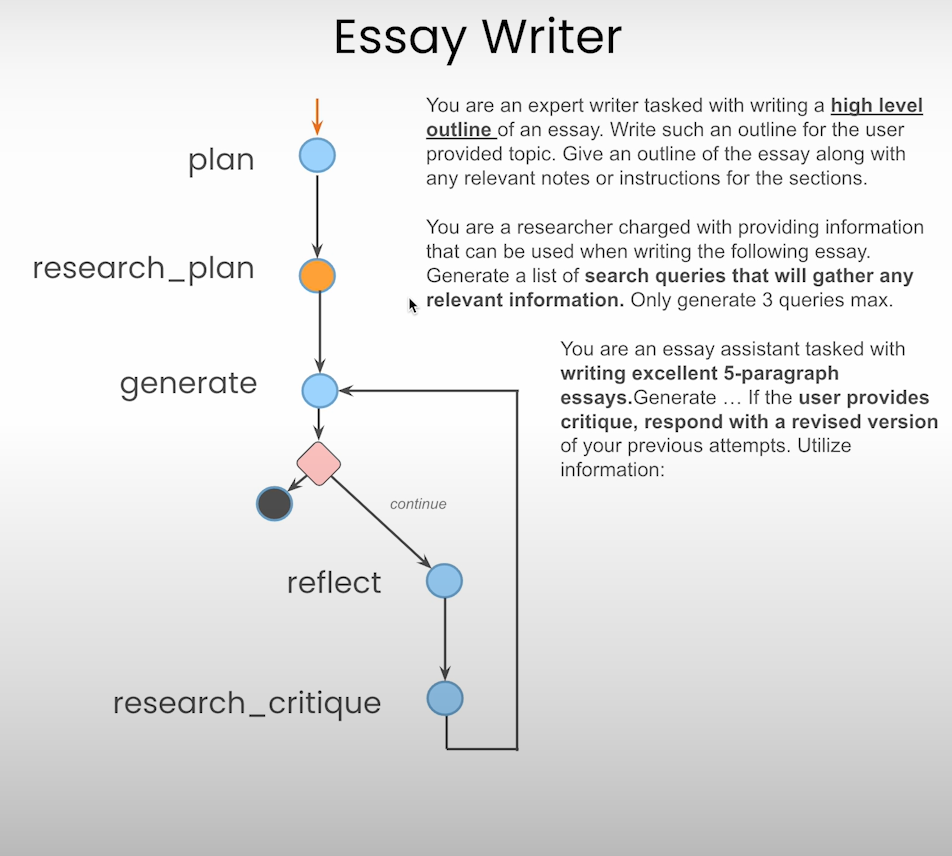 Essay Writer
plan
You are an expert writer tasked with writing a high level
outline of an essay. Write such an outline for the user
provided topic. Give an outline of the essay along with
any relevant notes or instructions for the sections.
research_plan
You are a researcher charged with providing information
that can be used when writing the following essay.
Generate a list of search queries that will gather any
relevant information. Only generate 3 queries max.
generate
You are an essay assistant tasked with
writing excellent 5-paragraph
essays.Generate … If the user provides
critique, respond with a revised version
of your previous attempts. Utilize
information:
continue
reflect
research_critique